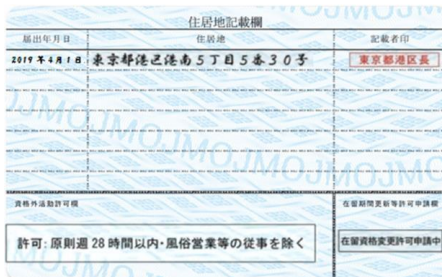 住居地記載欄
届出年月日 住居地 記載者印
2019年4月1日 東京都港区港南5丁目5番30号 東京都港区長
資格外活動許可欄 在留期間更新等許可申請欄
許可:原則週28時間以内・風俗営業等の従事を除く 在留資格変更許可申請中
MOJMOJMOJMOJ